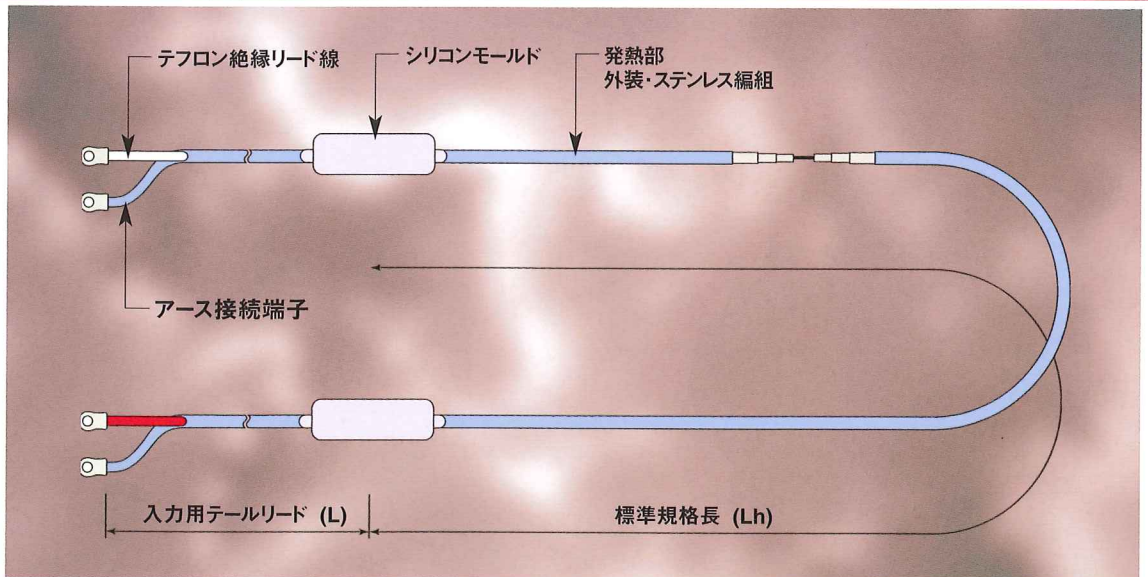 テフロン絶縁リード線
シリコンモールド
発熱部
外装・ステンレス編組
アース接続端子
入力用テールリード (L)
標準規格長 (Lh)